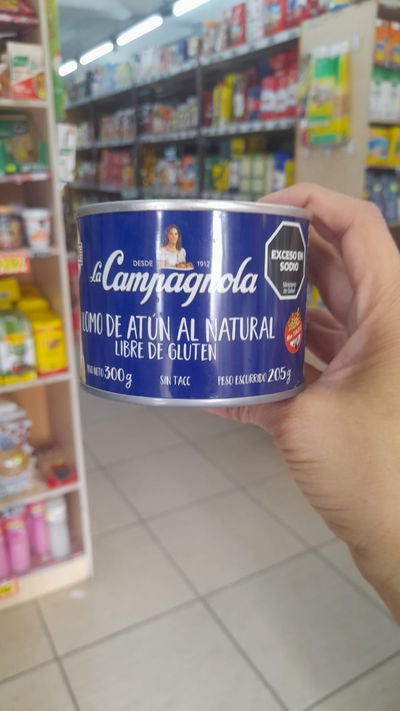 DESDE 1912
La Campagnola
EXCESO EN
SODIO
Ministerio
de Salud
LOMO DE ATÚN AL NATURAL
LIBRE DE GLUTEN
SIN T.A.C.C.
PESO NETO 300g
SIN TACC
PESO ESCURRIDO 205g